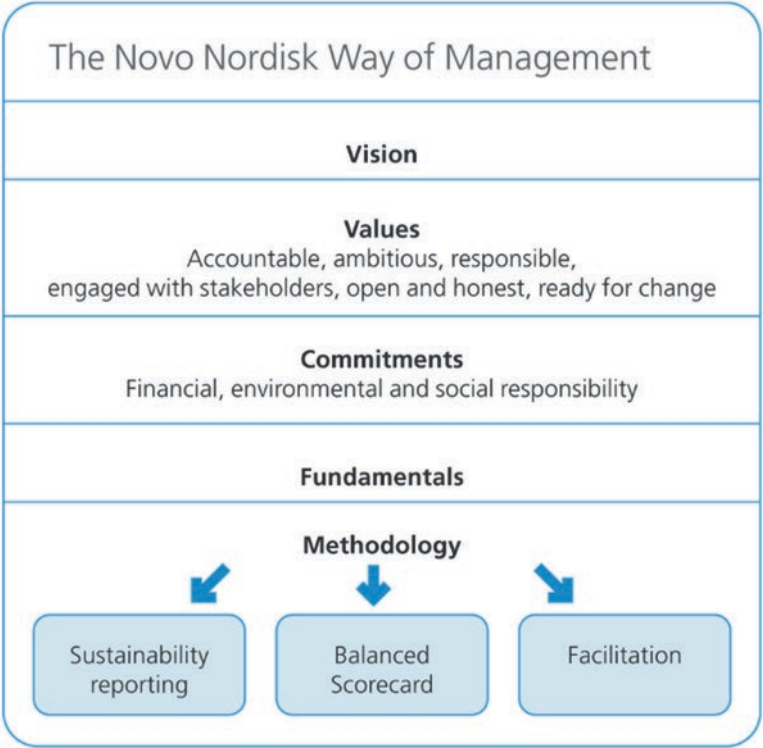 The Novo Nordisk Way of Management
Vision
Values
Accountable, ambitious, responsible,
engaged with stakeholders, open and honest, ready for change
Commitments
Financial, environmental and social responsibility
Fundamentals
Methodology
Sustainability
reporting
Balanced
Scorecard
Facilitation